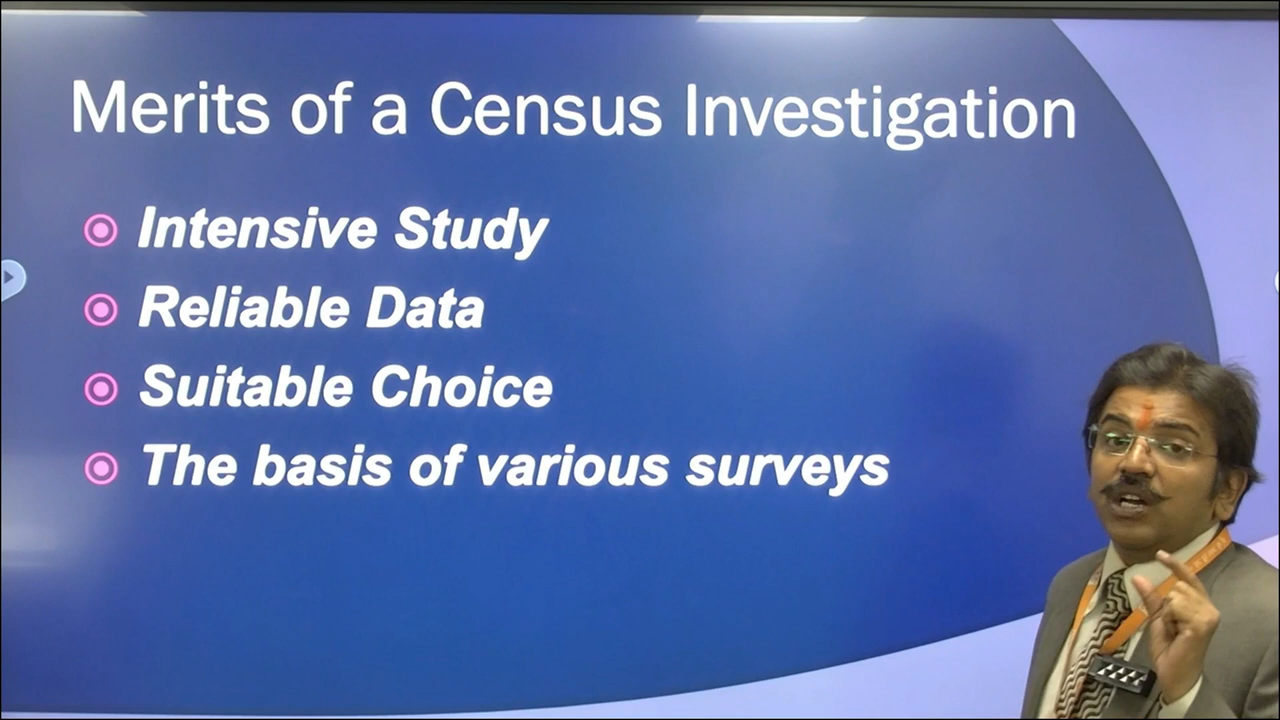 Merits of a Census Investigation
Intensive Study
Reliable Data
Suitable Choice
The basis of various surveys